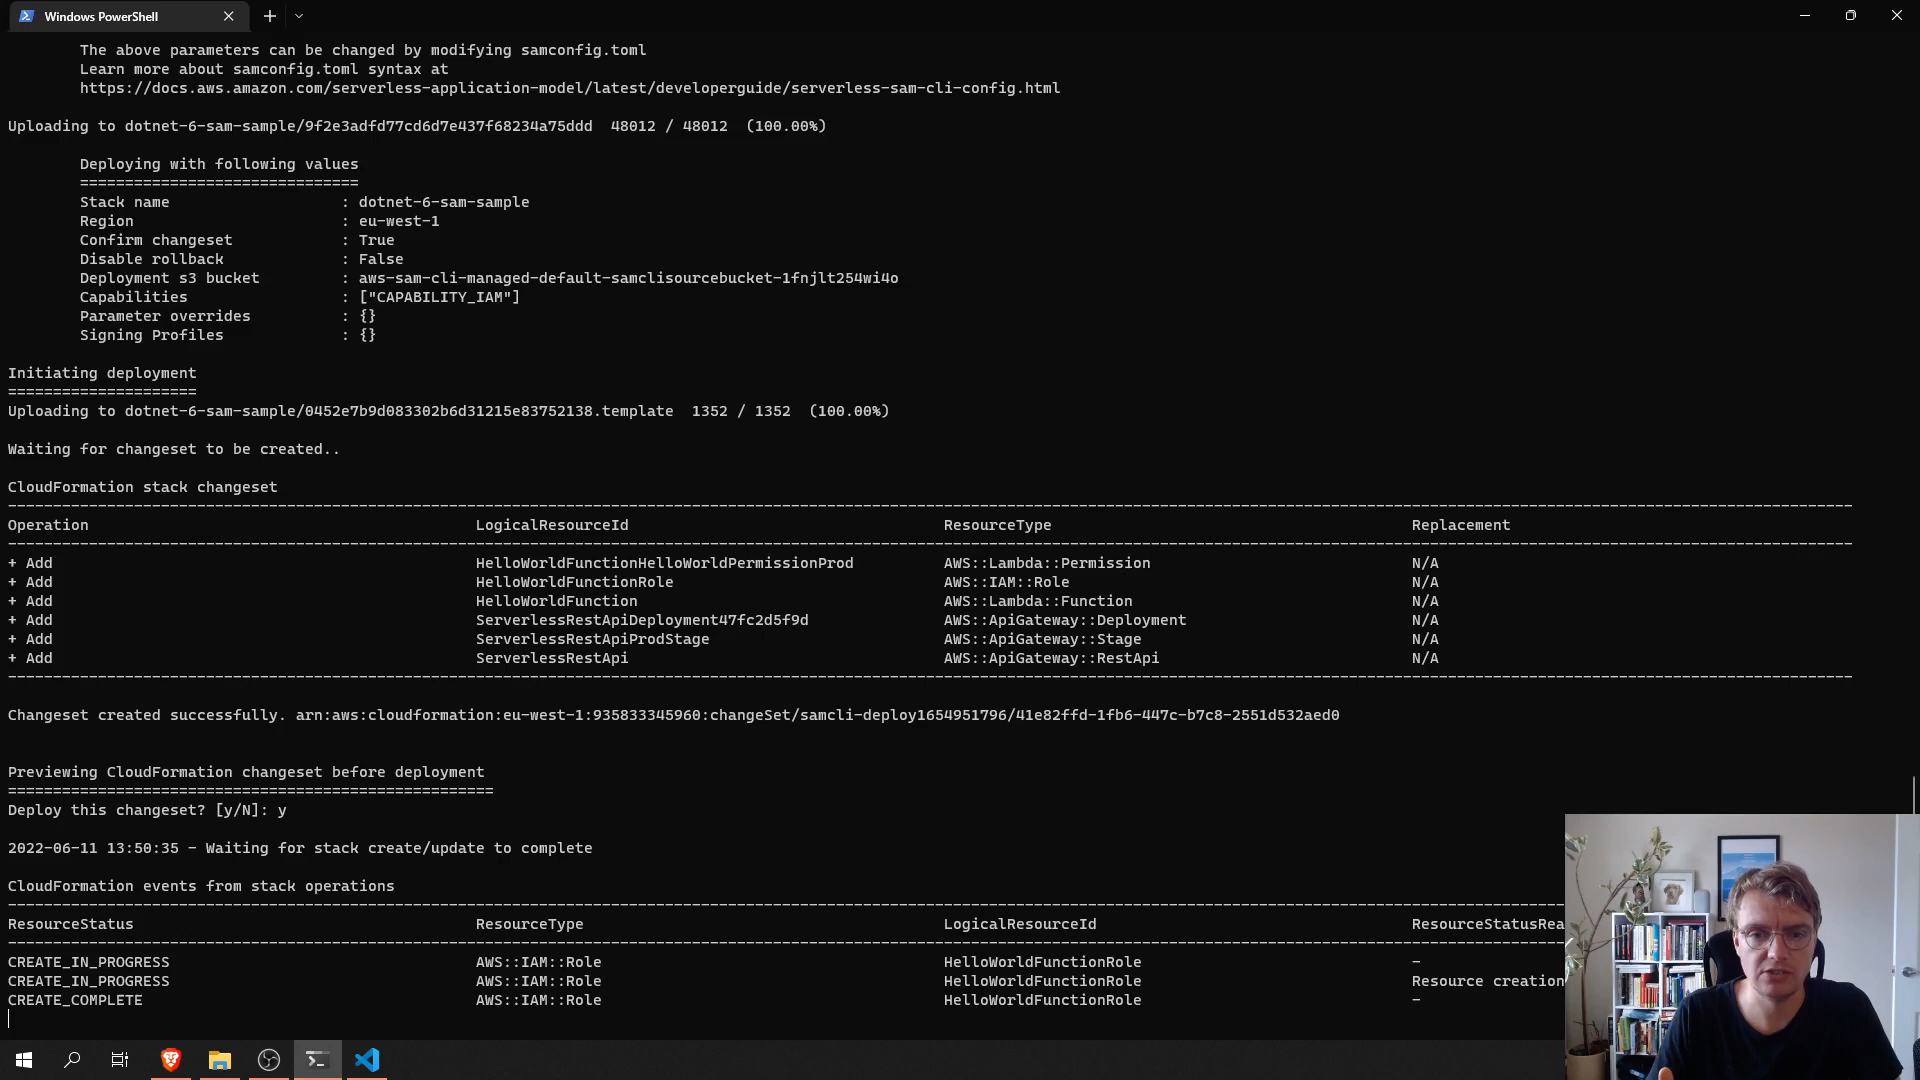 Windows PowerShell
The above parameters can be changed by modifying samconfig.toml
Learn more about samconfig.toml syntax at
https://docs.aws.amazon.com/serverless-application-model/latest/developerguide/serverless-sam-cli-config.html
Uploading to dotnet-6-sam-sample/9f2e3adfd77cd6d7e437f68234a75ddd  48012 / 48012  (100.00%)
Deploying with following values
===============================
Stack name : dotnet-6-sam-sample
Region : eu-west-1
Confirm changeset : True
Disable rollback : False
Deployment s3 bucket : aws-sam-cli-managed-default-samclisourcebucket-1fnjlt254wi4o
Capabilities : ["CAPABILITY_IAM"]
Parameter overrides : {}
Signing Profiles : {}
Initiating deployment
=====================
Uploading to dotnet-6-sam-sample/0452e7b9d083302b6d31215e83752138.template  1352 / 1352  (100.00%)
Waiting for changeset to be created..
CloudFormation stack changeset
Operation LogicalResourceId ResourceType Replacement
+ Add HelloWorldFunctionHelloWorldPermissionProd AWS::Lambda::Permission N/A
+ Add HelloWorldFunctionRole AWS::IAM::Role N/A
+ Add HelloWorldFunction AWS::Lambda::Function N/A
+ Add ServerlessRestApiDeployment47fc2d5f9d AWS::ApiGateway::Deployment N/A
+ Add ServerlessRestApiProdStage AWS::ApiGateway::Stage N/A
+ Add ServerlessRestApi AWS::ApiGateway::RestApi N/A
Changeset created successfully. arn:aws:cloudformation:eu-west-1:935833345960:changeSet/samcli-deploy1654951796/41e82ffd-1fb6-447c-b7c8-2551d532aed0
Previewing CloudFormation changeset before deployment
======================================================
Deploy this changeset? [y/N]: y
2022-06-11 13:50:35 - Waiting for stack create/update to complete
CloudFormation events from stack operations
ResourceStatus ResourceType LogicalResourceId ResourceStatusRea
CREATE_IN_PROGRESS AWS::IAM::Role HelloWorldFunctionRole -
CREATE_IN_PROGRESS AWS::IAM::Role HelloWorldFunctionRole Resource creation
CREATE_COMPLETE AWS::IAM::Role HelloWorldFunctionRole -